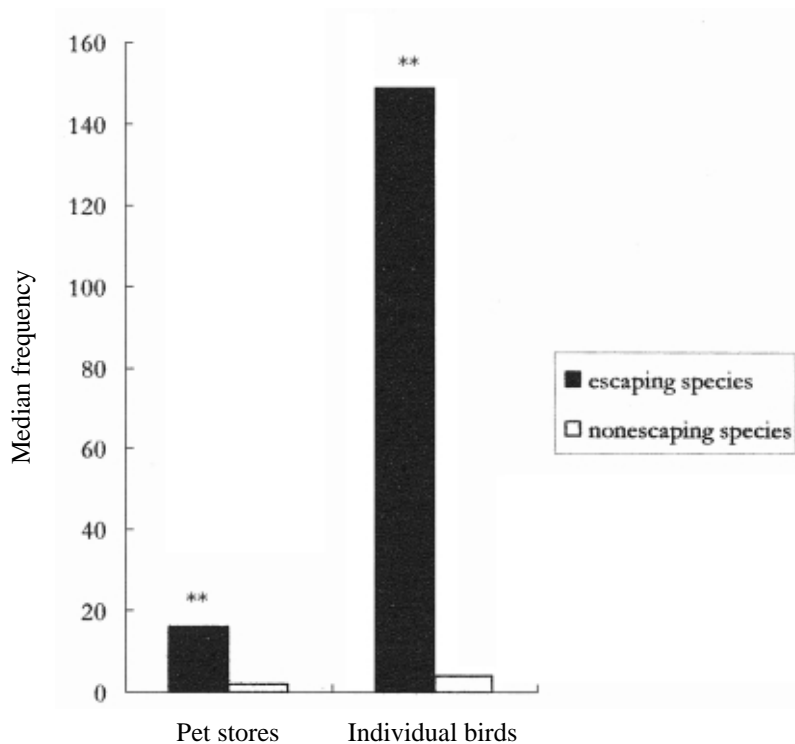 160
140
120
100
80
60
40
20
0
Median frequency
**
**
escaping species
nonescaping species
Pet stores
Individual birds